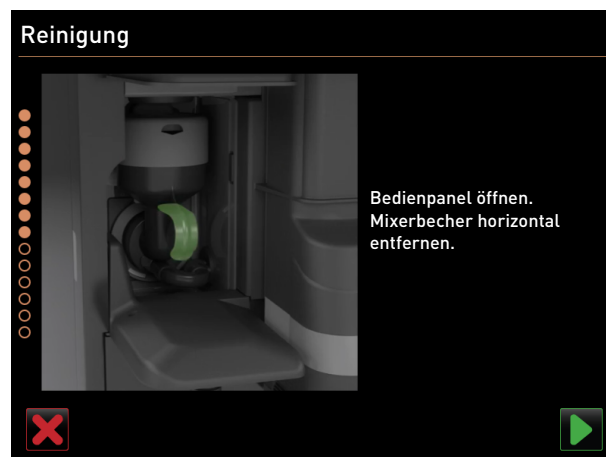 Reinigung
Bedienpanel öffnen.
Mixerbecher horizontal
entfernen.